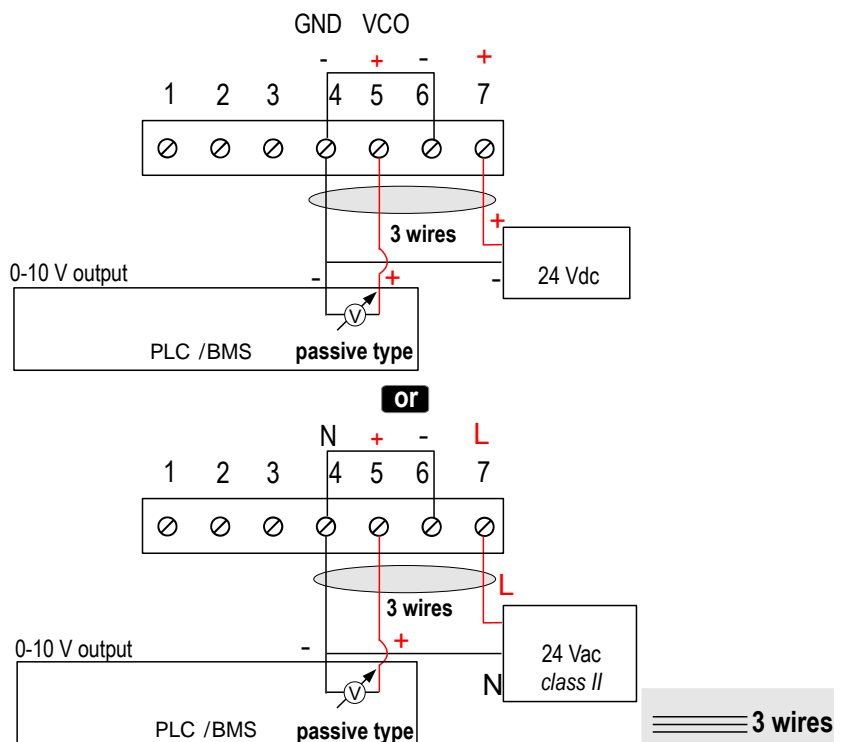 GND VCO
- + - +
1 2 3 4 5 6 7
3 wires
+
0-10 V output - + - 24 Vdc
V
PLC /BMS passive type
or
N + - L
1 2 3 4 5 6 7
L
3 wires
0-10 V output - + 24 Vac
N class II
V
PLC /BMS passive type 3 wires